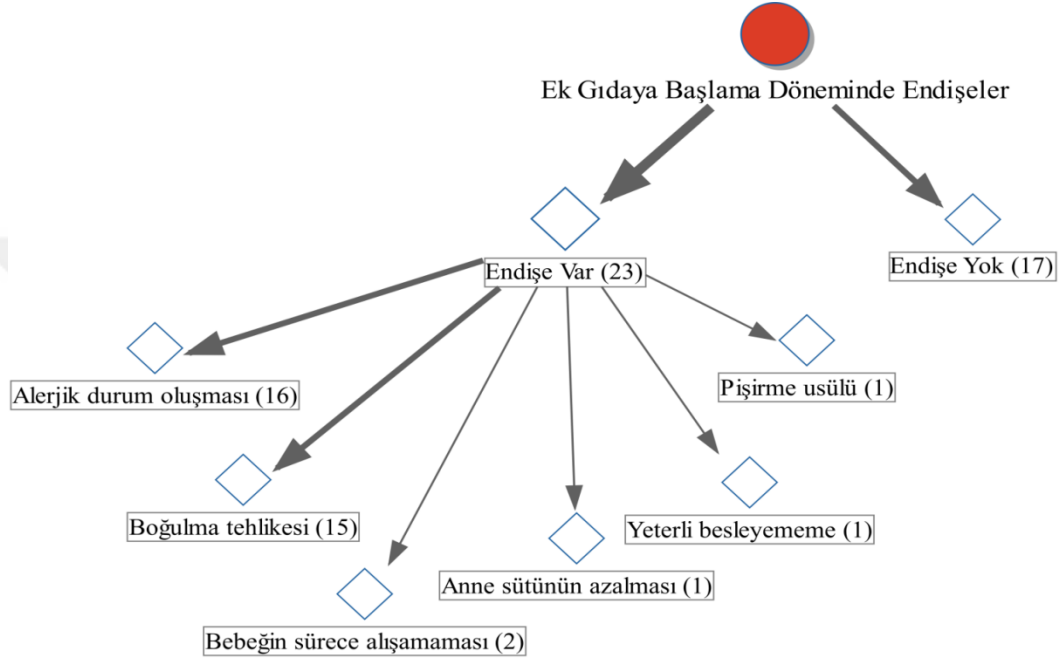 Ek Gıdaya Başlama Döneminde Endişeler
Endişe Var (23)
Endişe Yok (17)
Alerjik durum oluşması (16)
Pişirme usülü (1)
Boğulma tehlikesi (15)
Yeterli besleyememe (1)
Anne sütünün azalması (1)
Bebeğin sürece alışamaması (2)